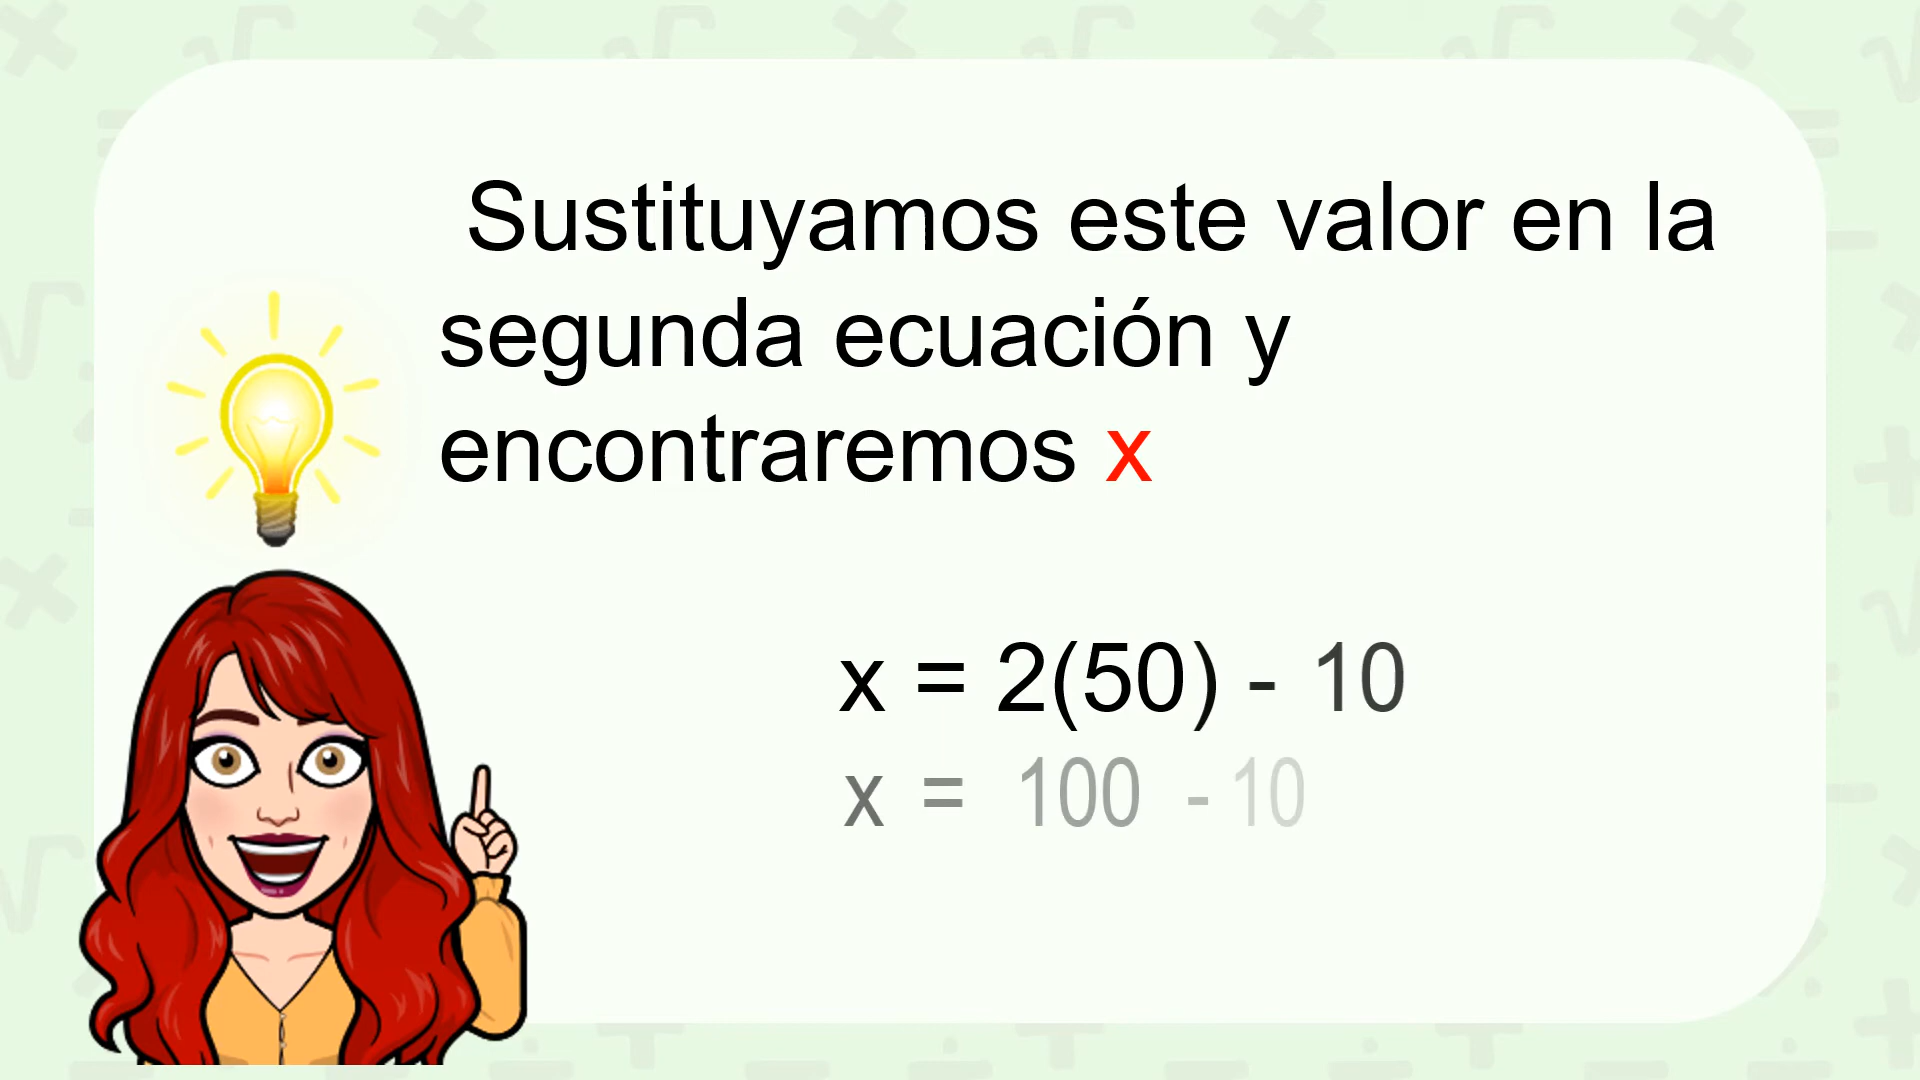 Sustituyamos este valor en la
segunda ecuación y
encontraremos x
x = 2(50) - 10
x = 100 - 10